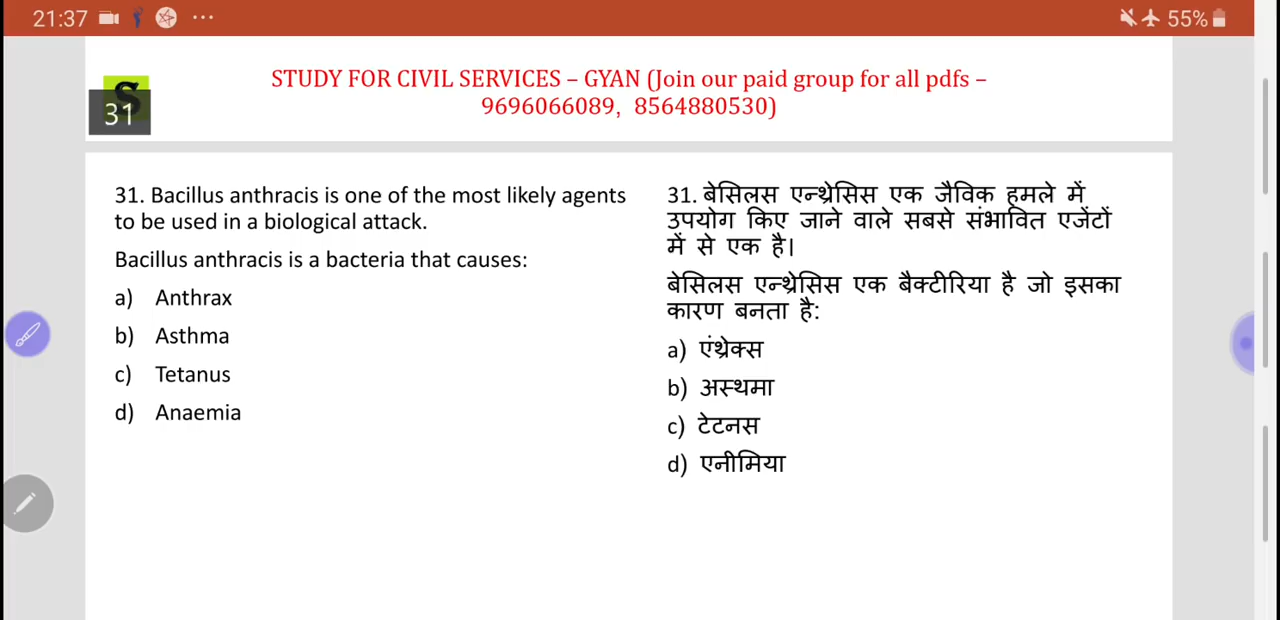 21:37
55%
S
31
STUDY FOR CIVIL SERVICES – GYAN (Join our paid group for all pdfs –
9696066089, 8564880530)
31. Bacillus anthracis is one of the most likely agents
to be used in a biological attack.
Bacillus anthracis is a bacteria that causes:
a) Anthrax
b) Asthma
c) Tetanus
d) Anaemia
31. बेसिलस एन्थ्रेसिस एक जैविक हमले में
उपयोग किए जाने वाले सबसे संभावित एजेंटों
में से एक है।
बेसिलस एन्थ्रेसिस एक बैक्टीरिया है जो इसका
कारण बनता है:
a) एंथ्रेक्स
b) अस्थमा
c) टेटनस
d) एनीमिया